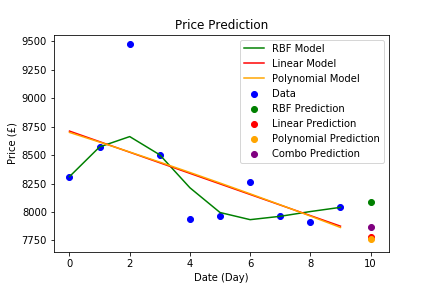 Price Prediction
9500
9250
9000
8750
8500
8250
8000
7750
Price (£)
RBF Model
Linear Model
Polynomial Model
Data
RBF Prediction
Linear Prediction
Polynomial Prediction
Combo Prediction
0 2 4 6 8 10
Date (Day)